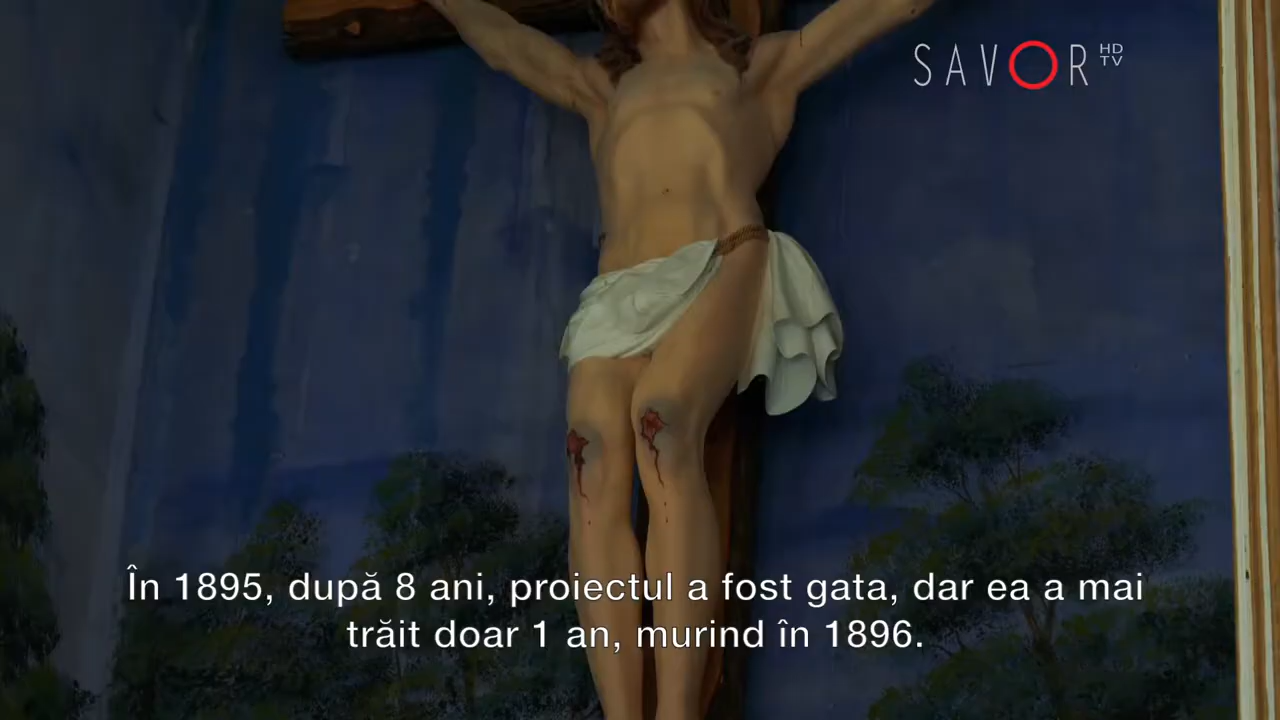 SAVOR HD
TV
În 1895, după 8 ani, proiectul a fost gata, dar ea a mai
trăit doar 1 an, murind în 1896.